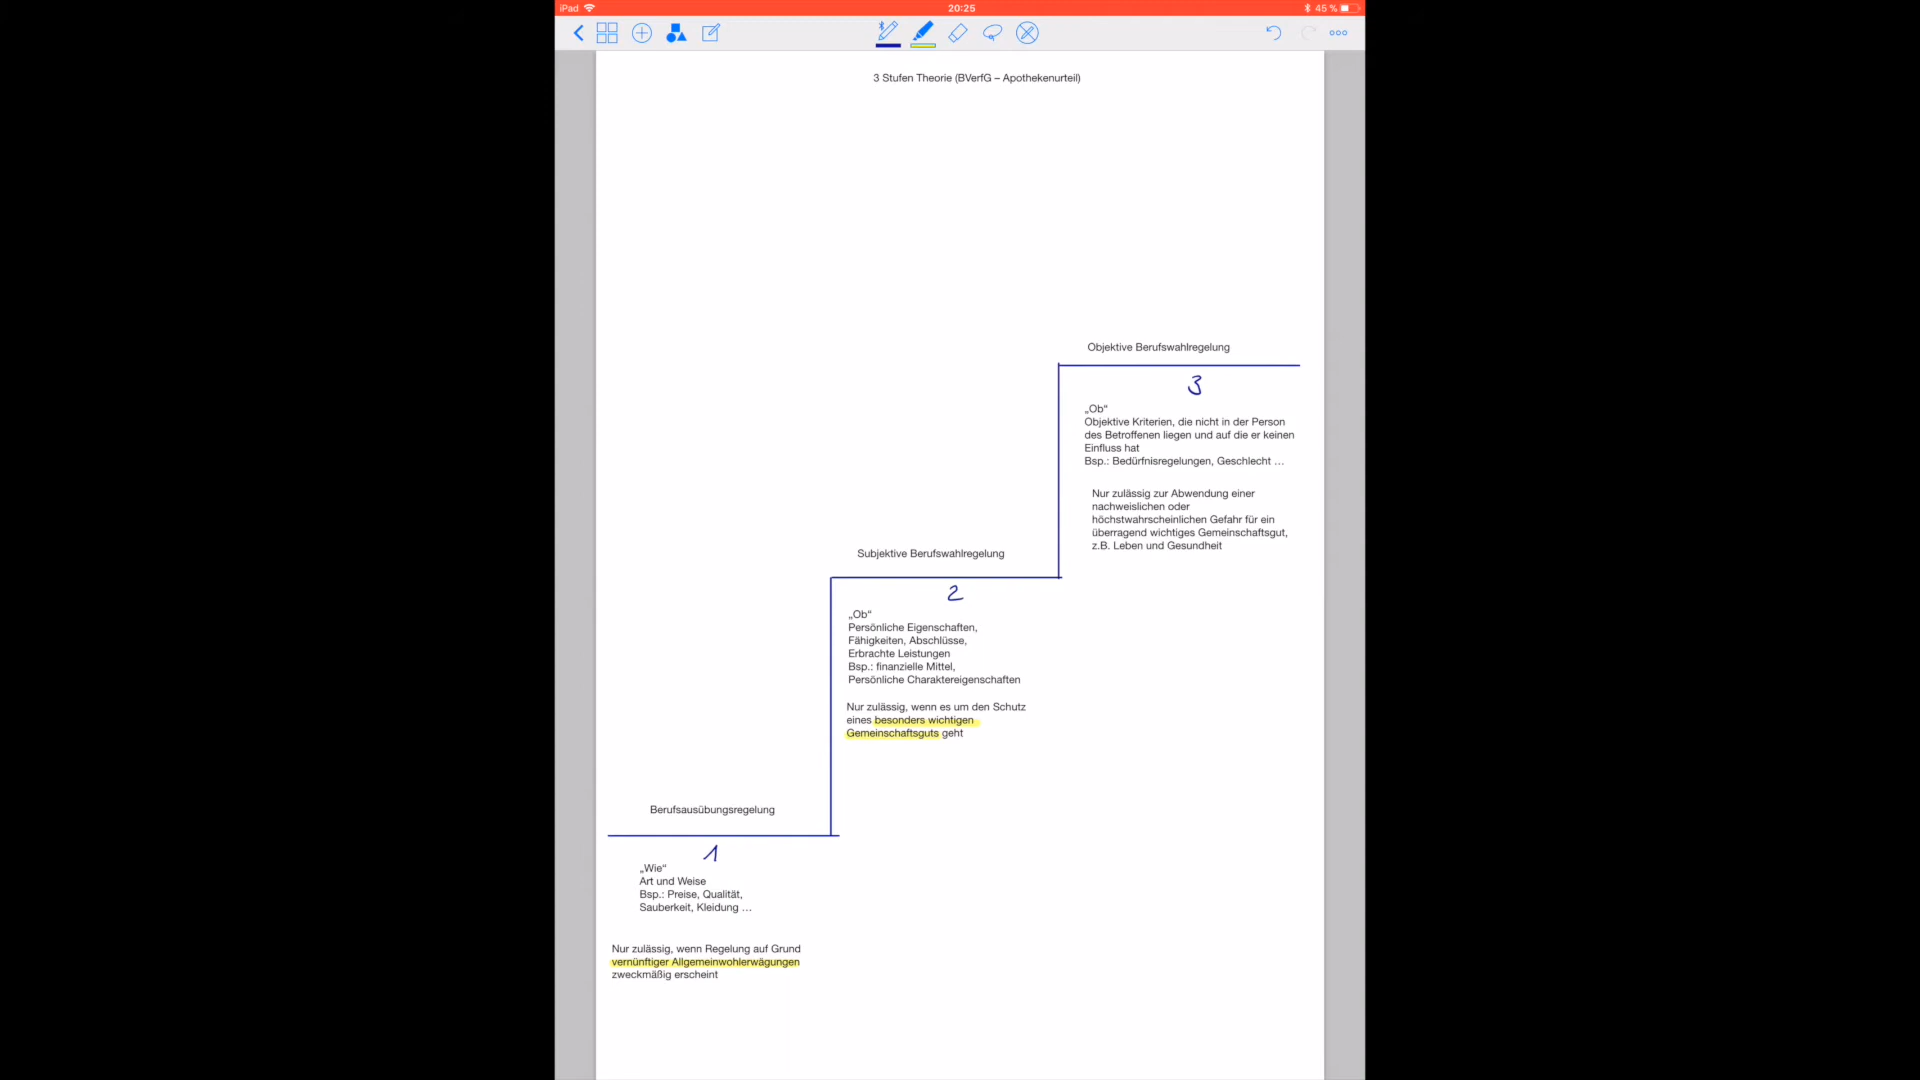 iPad
20:25
45 %
3 Stufen Theorie (BVerfG – Apothekenurteil)
Objektive Berufswahlregelung
3
„Ob“
Objektive Kriterien, die nicht in der Person
des Betroffenen liegen und auf die er keinen
Einfluss hat
Bsp.: Bedürfnisregelungen, Geschlecht …
Nur zulässig zur Abwendung einer
nachweislichen oder
höchstwahrscheinlichen Gefahr für ein
überragend wichtiges Gemeinschaftsgut,
z.B. Leben und Gesundheit
Subjektive Berufswahlregelung
2
„Ob“
Persönliche Eigenschaften,
Fähigkeiten, Abschlüsse,
Erbrachte Leistungen
Bsp.: finanzielle Mittel,
Persönliche Charaktereigenschaften
Nur zulässig, wenn es um den Schutz
eines besonders wichtigen
Gemeinschaftsguts geht
Berufsausübungsregelung
1
„Wie“
Art und Weise
Bsp.: Preise, Qualität,
Sauberkeit, Kleidung …
Nur zulässig, wenn Regelung auf Grund
vernünftiger Allgemeinwohlerwägungen
zweckmäßig erscheint